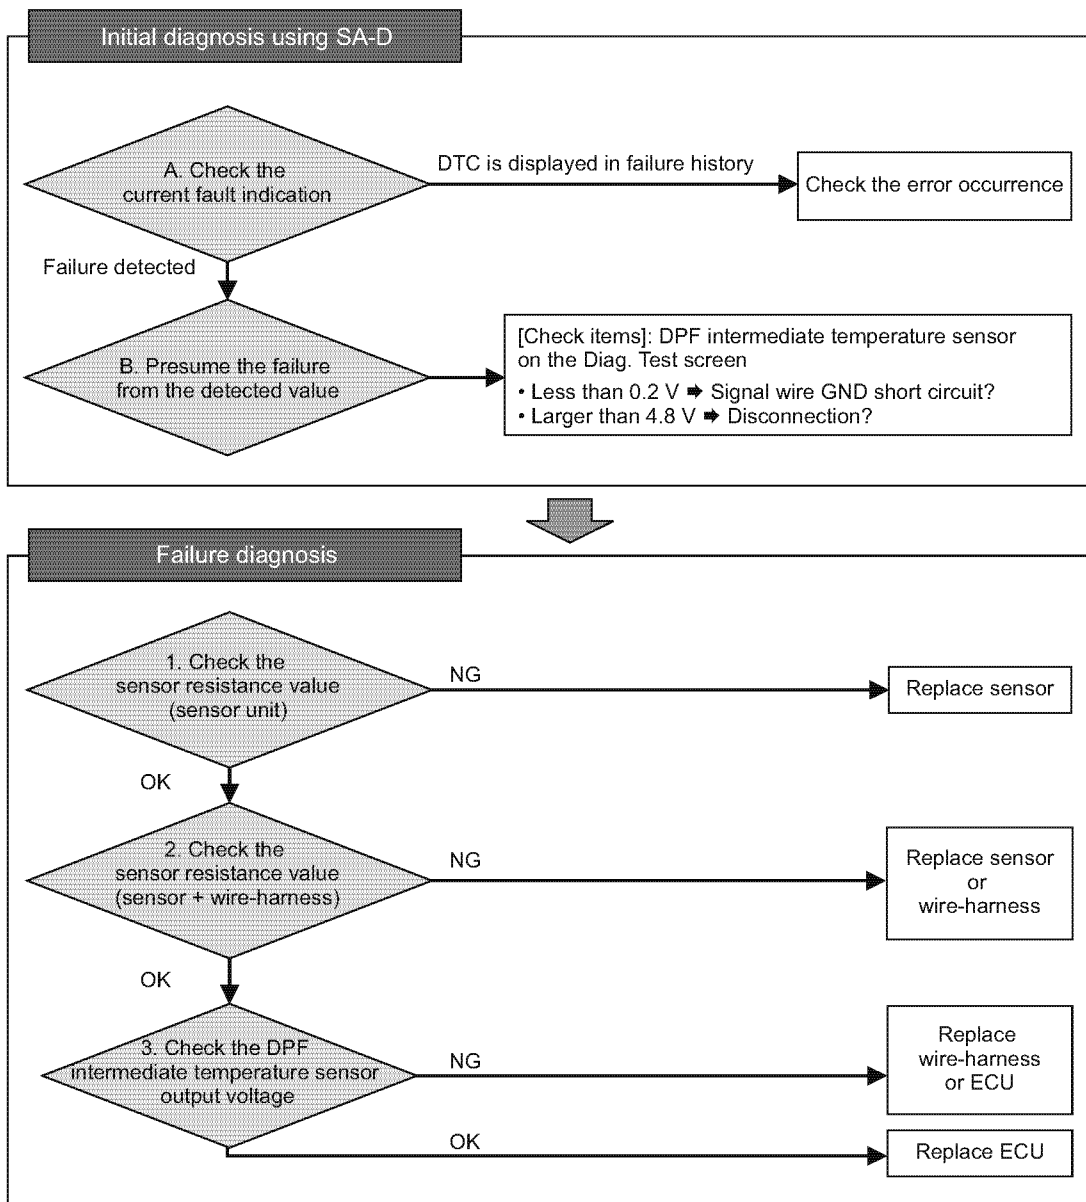 Initial diagnosis using SA-D
A. Check the
current fault indication
DTC is displayed in failure history
Check the error occurrence
Failure detected
B. Presume the failure
from the detected value
[Check items]: DPF intermediate temperature sensor
on the Diag. Test screen
• Less than 0.2 V ➡ Signal wire GND short circuit?
• Larger than 4.8 V ➡ Disconnection?
Failure diagnosis
1. Check the
sensor resistance value
(sensor unit)
NG
Replace sensor
OK
2. Check the
sensor resistance value
(sensor + wire-harness)
NG
Replace sensor
or
wire-harness
OK
3. Check the DPF
intermediate temperature sensor
output voltage
NG
Replace
wire-harness
or ECU
OK
Replace ECU